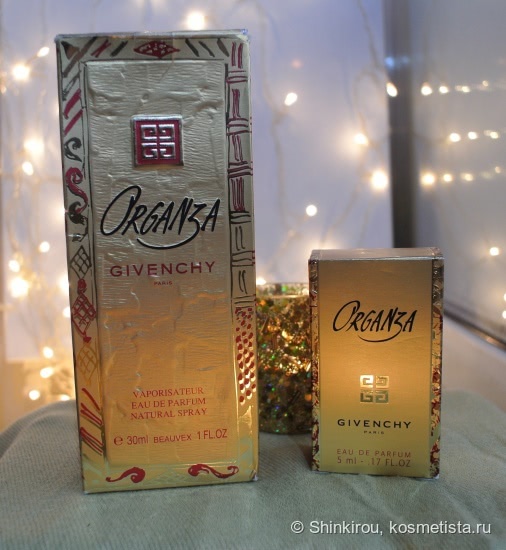 ORGANZA
GIVENCHY
PARIS
VAPORISATEUR
EAU DE PARFUM
NATURAL SPRAY
e 30ml BEAUVEX 1 FL.OZ
ORGANZA
GIVENCHY
PARIS
EAU DE PARFUM
5 ml - .17 FL.OZ
© Shinkirou, kosmetista.ru